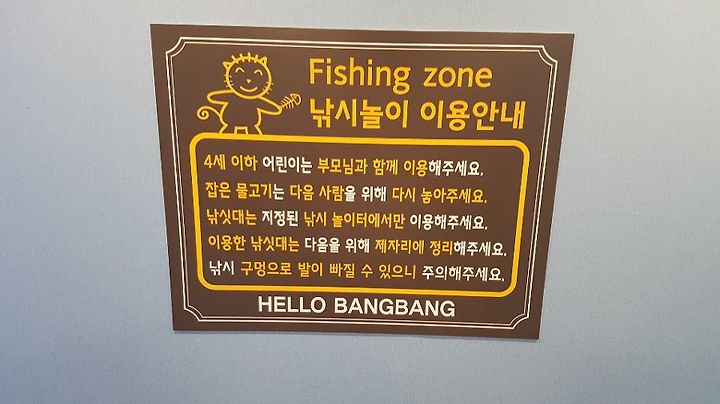 Fishing zone
낚시놀이 이용안내
4세 이하 어린이는 부모님과 함께 이용해주세요.
잡은 물고기는 다음 사람을 위해 다시 놓아주세요.
낚싯대는 지정된 낚시 놀이터에서만 이용해주세요.
이용한 낚싯대는 다음을 위해 제자리에 정리해주세요.
낚시 구멍으로 발이 빠질 수 있으니 주의해주세요.
HELLO BANGBANG